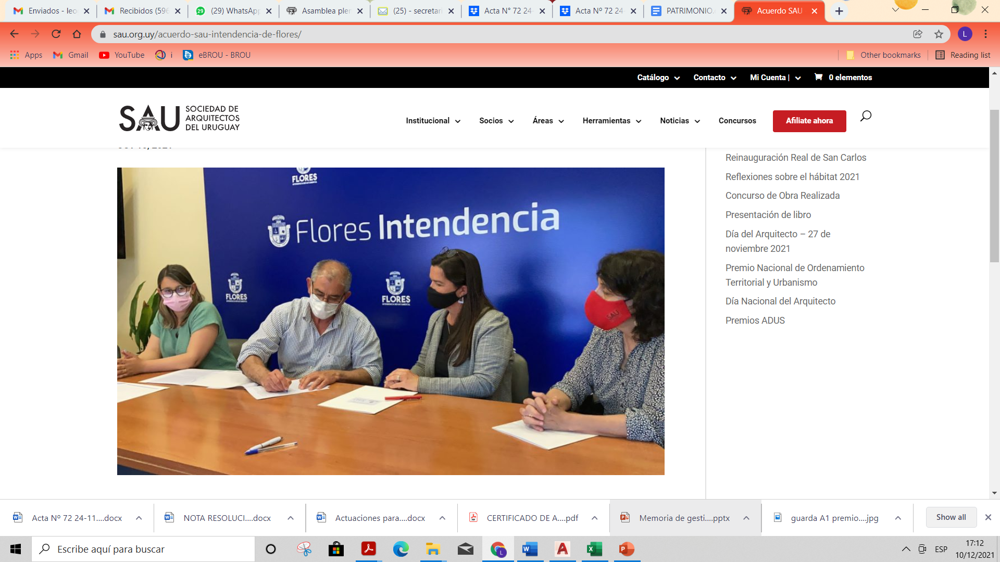 Enviados - leo
Recibidos (596
(29) WhatsApp
Asamblea plen
(25) - secretari
Acta N° 72 24-
Acta Nº 72 24
PATRIMONIO.
Acuerdo SAU
sau.org.uy/acuerdo-sau-intendencia-de-flores/
L
Apps
Gmail
YouTube
i
eBROU - BROU
Other bookmarks
Reading list
Catálogo
Contacto
Mi Cuenta |
0 elementos
SAU SOCIEDAD DE
ARQUITECTOS
DEL URUGUAY
Institucional
Socios
Áreas
Herramientas
Noticias
Concursos
Afiliate ahora
FLORES
Flores Intendencia
FLORES
FLORES
SAU
Reinauguración Real de San Carlos
Reflexiones sobre el hábitat 2021
Concurso de Obra Realizada
Presentación de libro
Día del Arquitecto – 27 de
noviembre 2021
Premio Nacional de Ordenamiento
Territorial y Urbanismo
Día Nacional del Arquitecto
Premios ADUS
Acta Nº 72 24-11....docx
NOTA RESOLUCI....docx
Actuaciones para....docx
CERTIFICADO DE A....pdf
Memoria de gesti....pptx
guarda A1 premio....jpg
Show all
Escribe aquí para buscar
ESP
17:12
10/12/2021